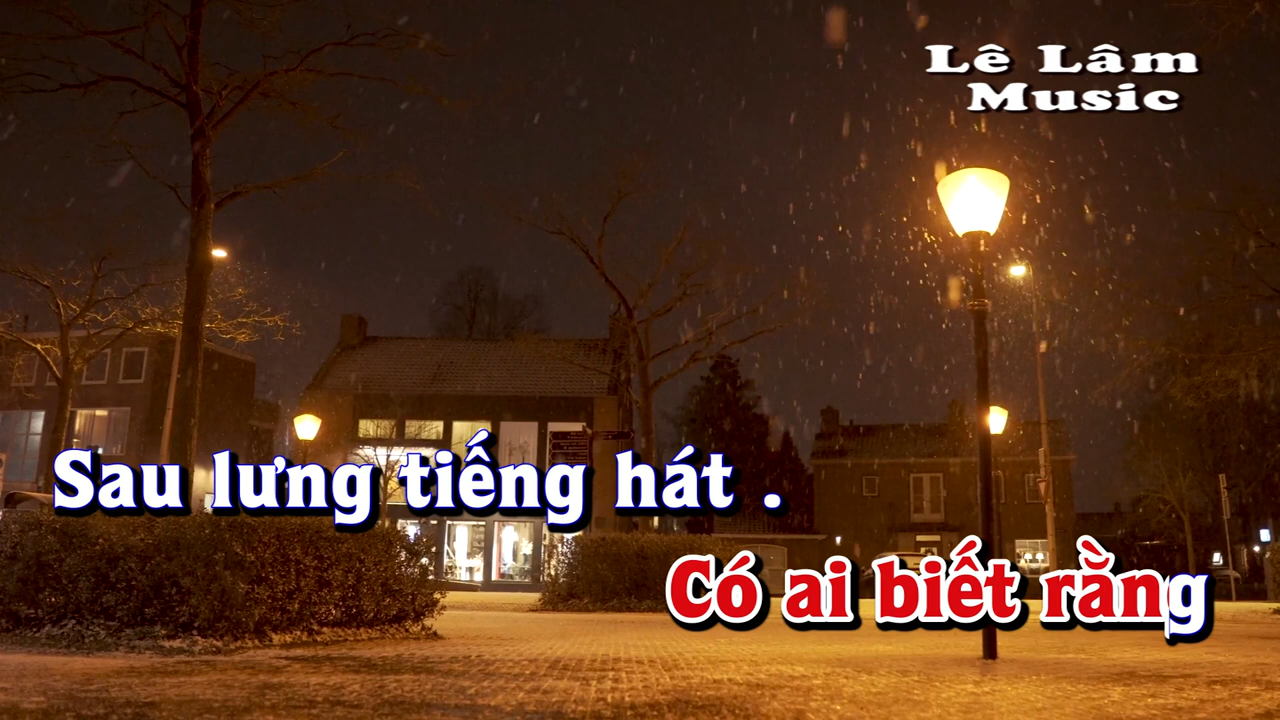 Lê Lâm
Music
Sau lưng tiếng hát .
Có ai biết rằng